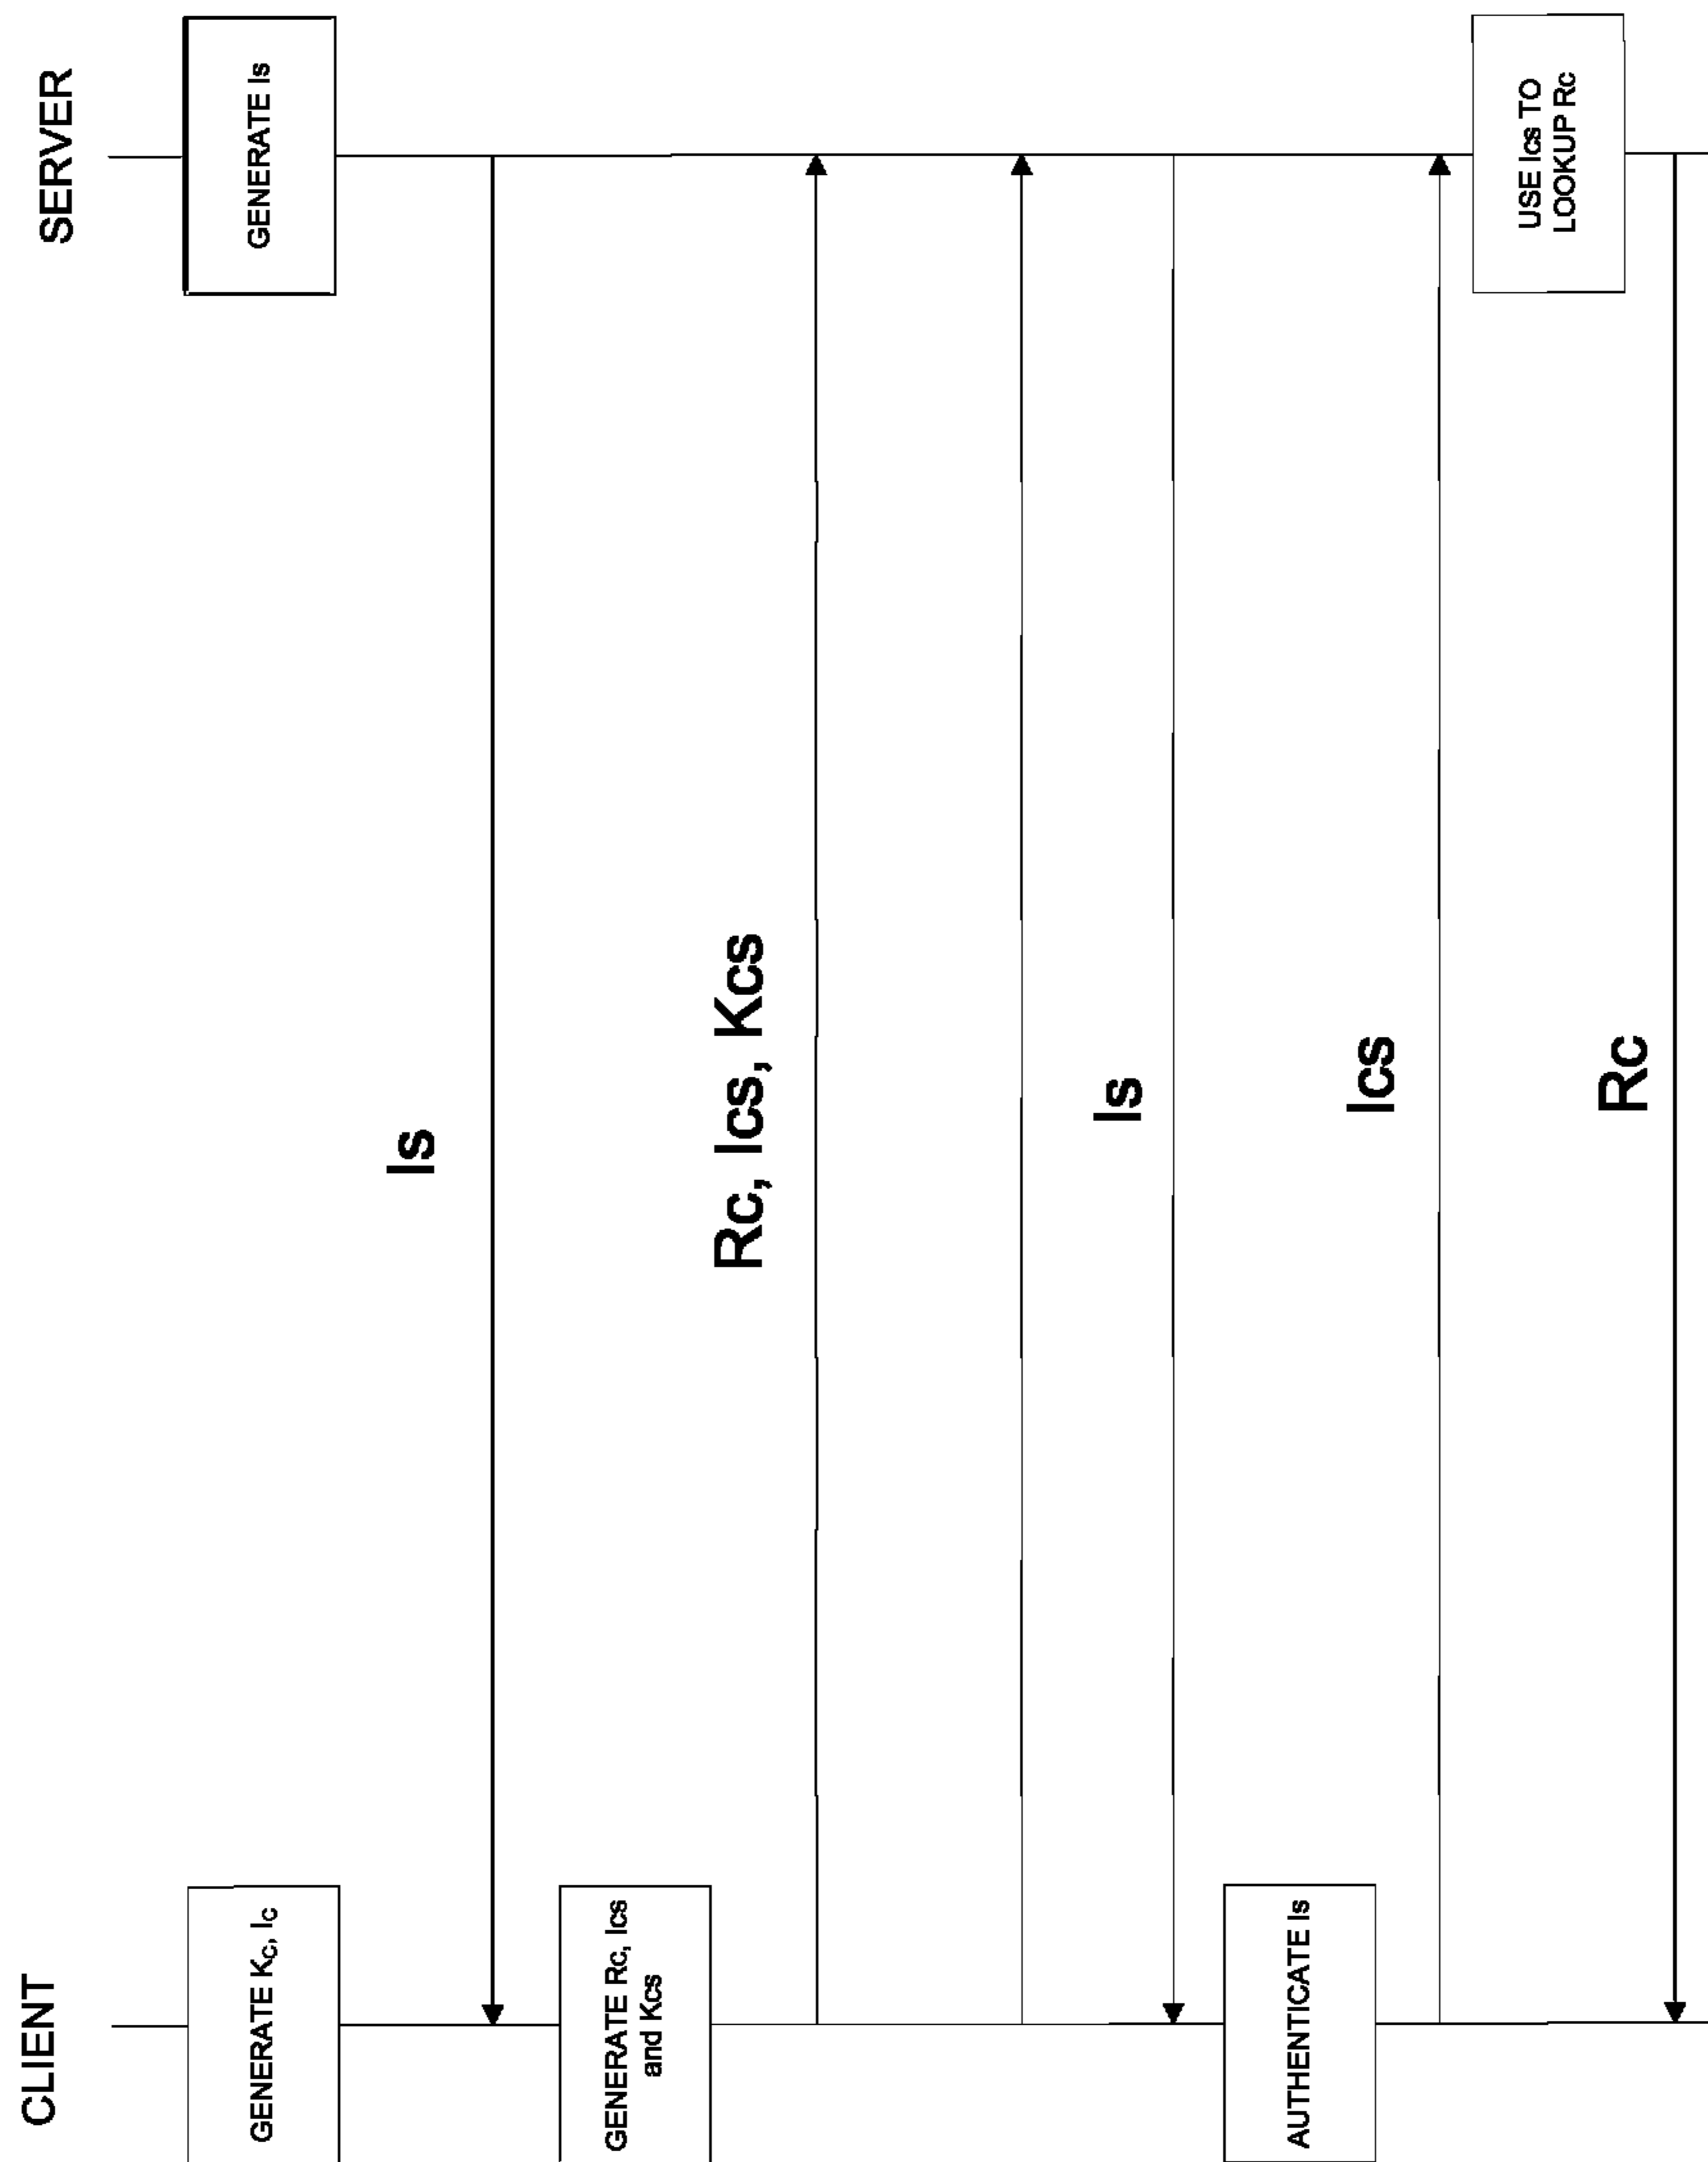 CLIENT
SERVER
GENERATE Kc, Ic
GENERATE Is
Is
GENERATE Rc, Ics
and Kcs
Rc, Ics, Kcs
Is
AUTHENTICATE Is
Ics
USE Ics TO
LOOKUP Rc
Rc